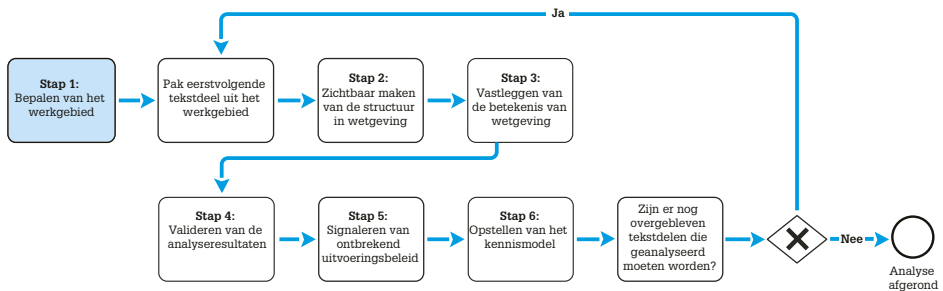 Ja
Stap 1:
Bepalen van het
werkgebied
Pak eerstvolgende
tekstdeel uit het
werkgebied
Stap 2:
Zichtbaar maken
van de structuur
in wetgeving
Stap 3:
Vastleggen van
de betekenis van
wetgeving
Stap 4:
Valideren van de
analyseresultaten
Stap 5:
Signaleren van
ontbrekend
uitvoeringsbeleid
Stap 6:
Opstellen van het
kennismodel
Zijn er nog
overgebleven
tekstdelen die
geanalyseerd
moeten worden?
Nee
Analyse
afgerond